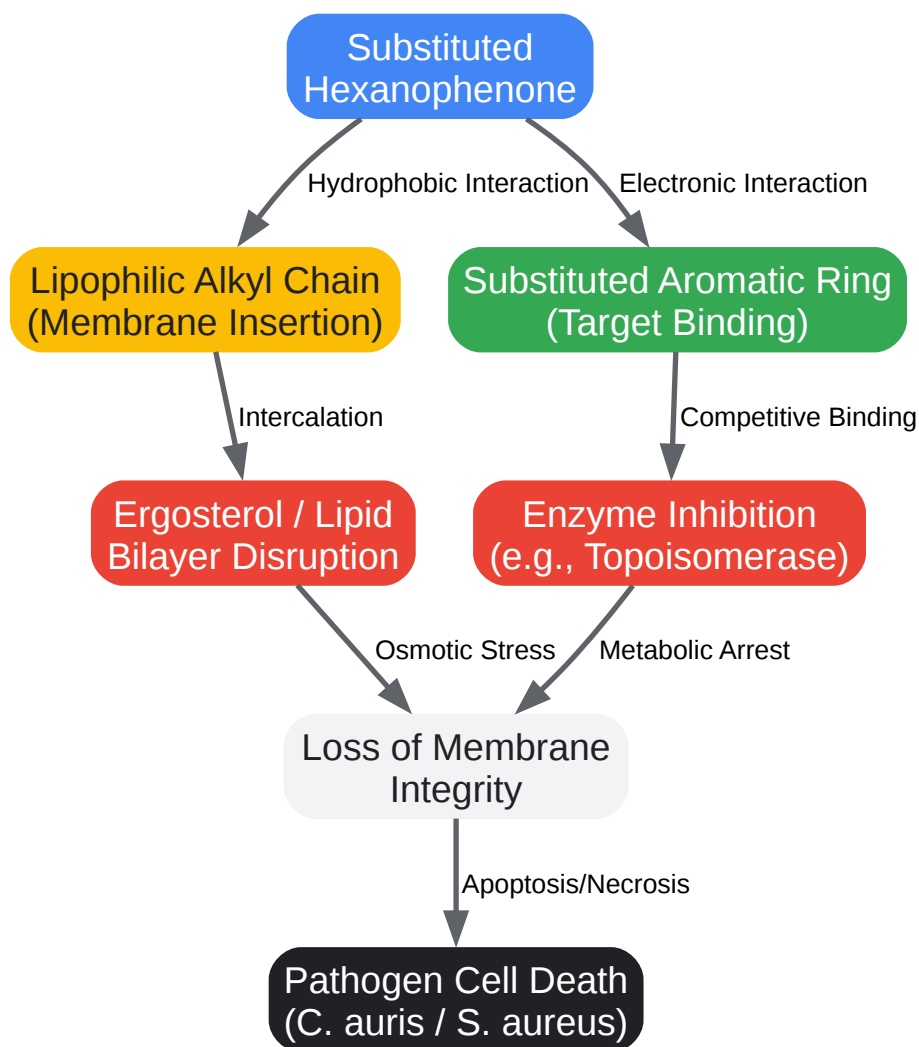 Substituted
Hexanophenone
Hydrophobic Interaction
Electronic Interaction
Lipophilic Alkyl Chain
(Membrane Insertion)
Substituted Aromatic Ring
(Target Binding)
Intercalation
Competitive Binding
Ergosterol / Lipid
Bilayer Disruption
Enzyme Inhibition
(e.g., Topoisomerase)
Osmotic Stress
Metabolic Arrest
Loss of Membrane
Integrity
Apoptosis/Necrosis
Pathogen Cell Death
(C. auris / S. aureus)